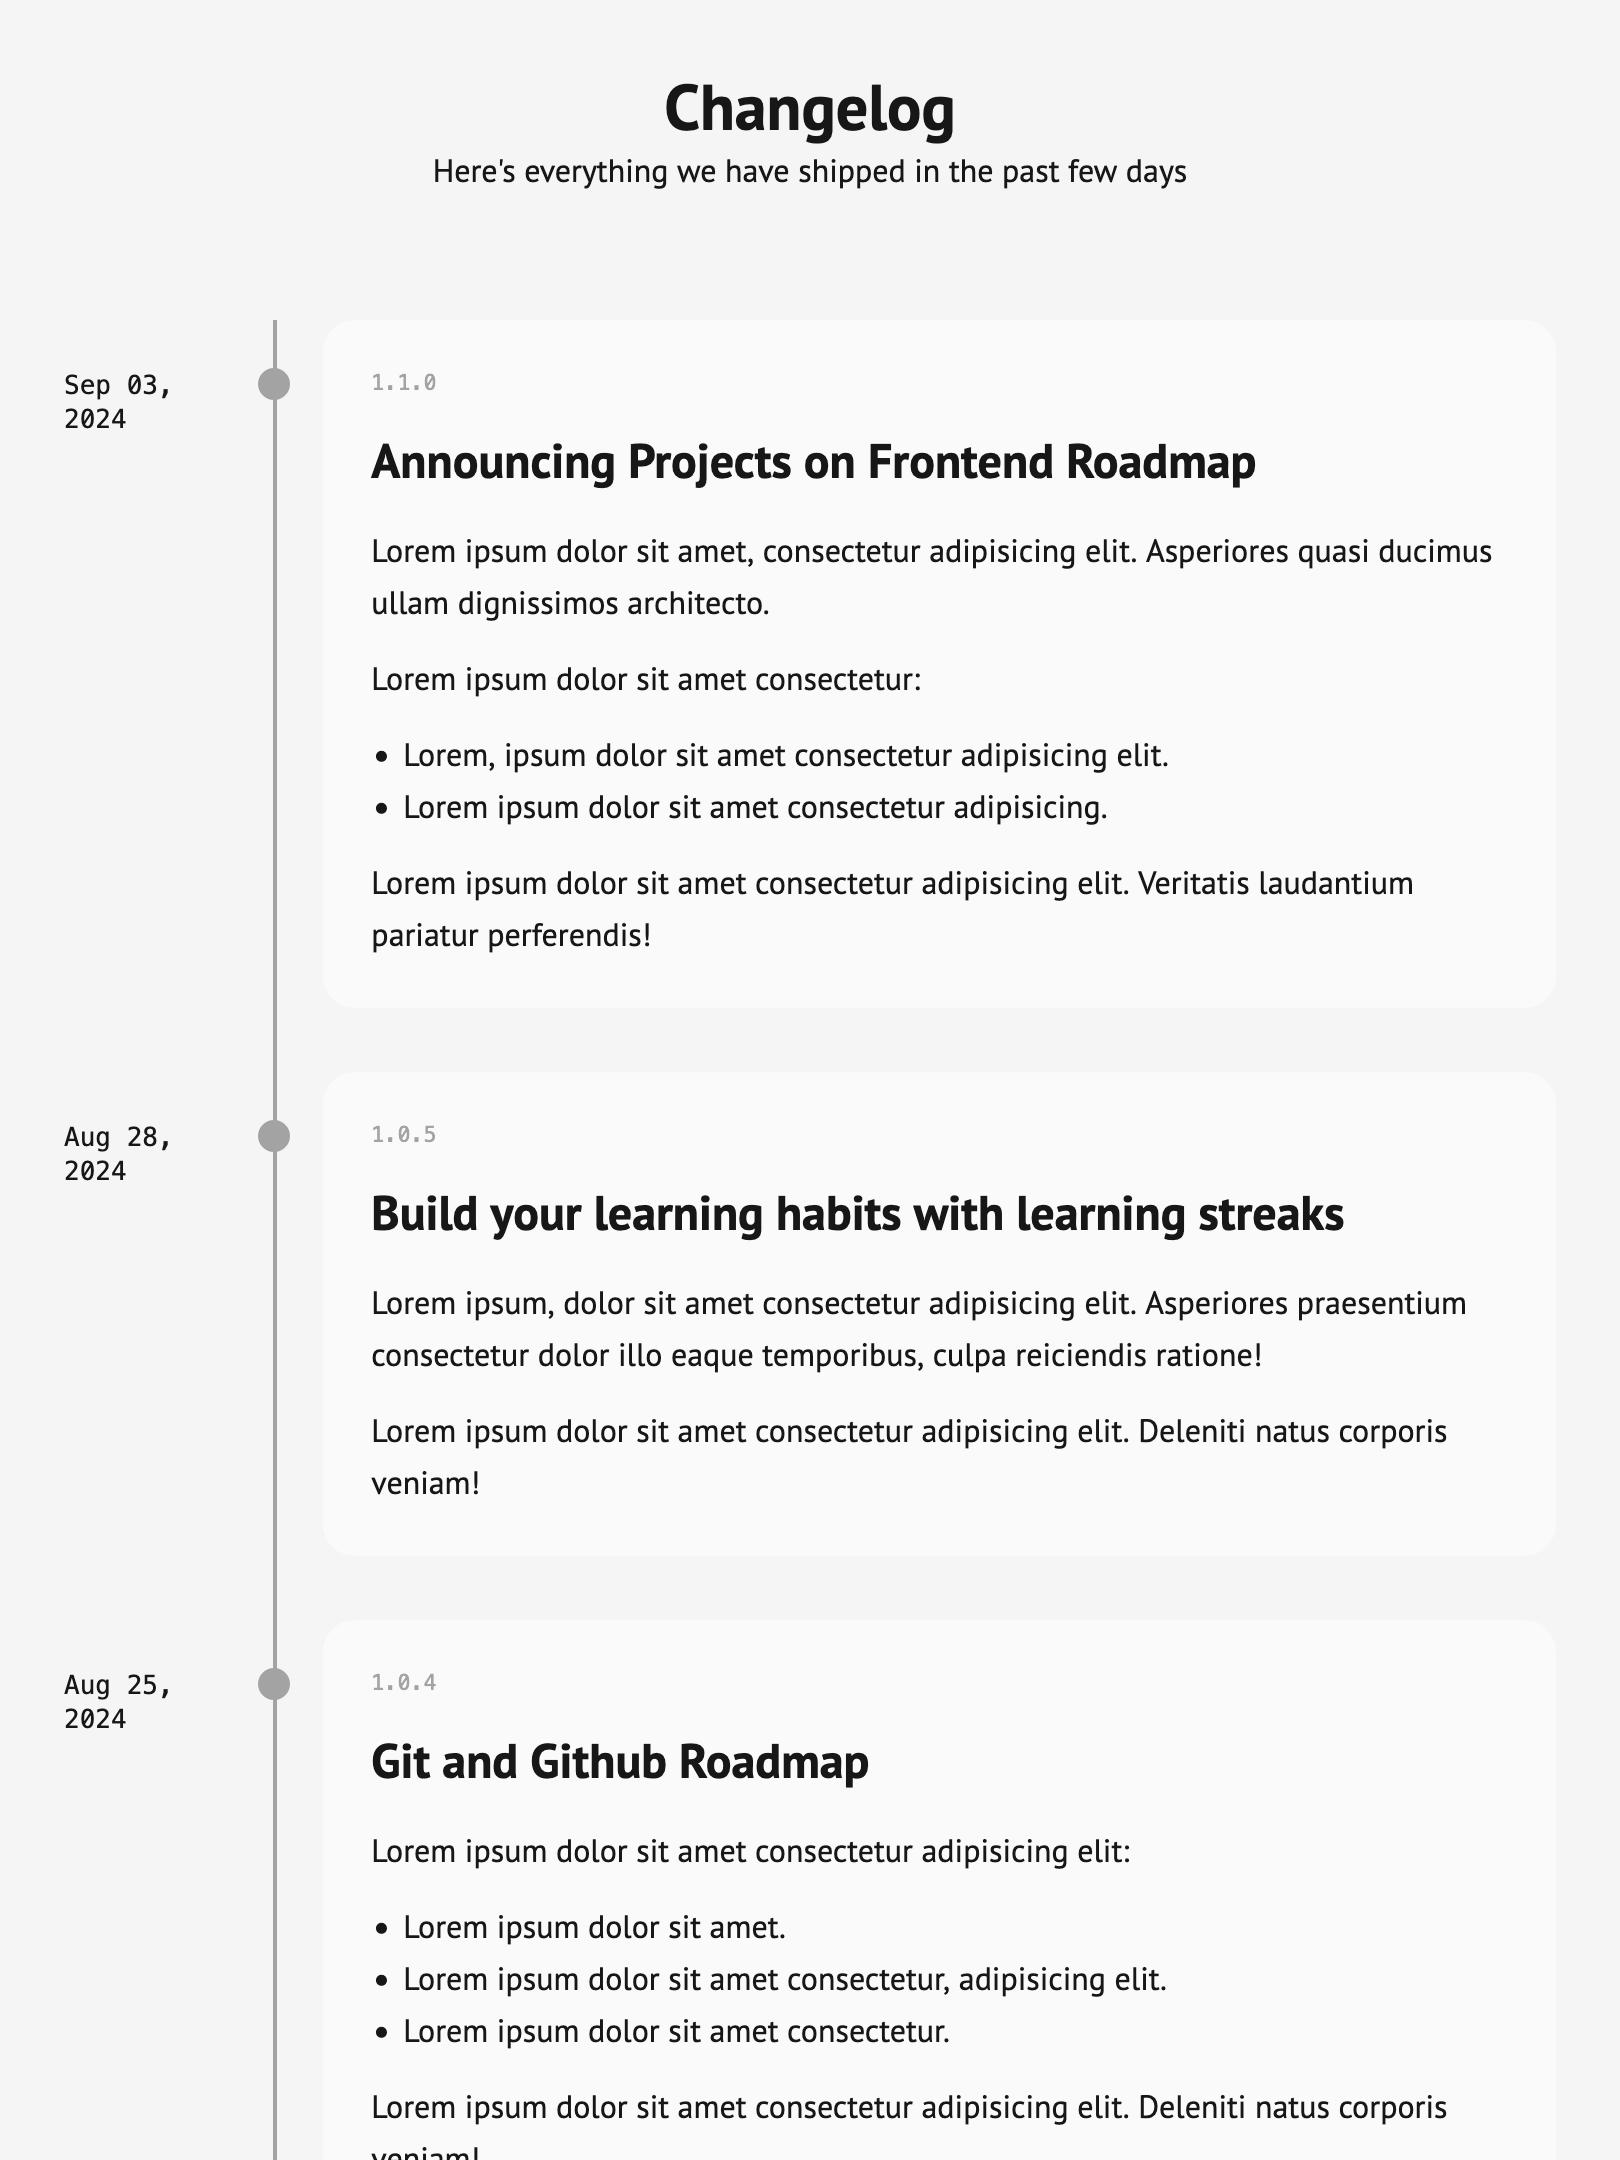 Changelog
Here's everything we have shipped in the past few days
Sep 03,
2024
1.1.0
Announcing Projects on Frontend Roadmap
Lorem ipsum dolor sit amet, consectetur adipisicing elit. Asperiores quasi ducimus
ullam dignissimos architecto.
Lorem ipsum dolor sit amet consectetur:
• Lorem, ipsum dolor sit amet consectetur adipisicing elit.
• Lorem ipsum dolor sit amet consectetur adipisicing.
Lorem ipsum dolor sit amet consectetur adipisicing elit. Veritatis laudantium
pariatur perferendis!
Aug 28,
2024
1.0.5
Build your learning habits with learning streaks
Lorem ipsum, dolor sit amet consectetur adipisicing elit. Asperiores praesentium
consectetur dolor illo eaque temporibus, culpa reiciendis ratione!
Lorem ipsum dolor sit amet consectetur adipisicing elit. Deleniti natus corporis
veniam!
Aug 25,
2024
1.0.4
Git and Github Roadmap
Lorem ipsum dolor sit amet consectetur adipisicing elit:
• Lorem ipsum dolor sit amet.
• Lorem ipsum dolor sit amet consectetur, adipisicing elit.
• Lorem ipsum dolor sit amet consectetur.
Lorem ipsum dolor sit amet consectetur adipisicing elit. Deleniti natus corporis
veniam!